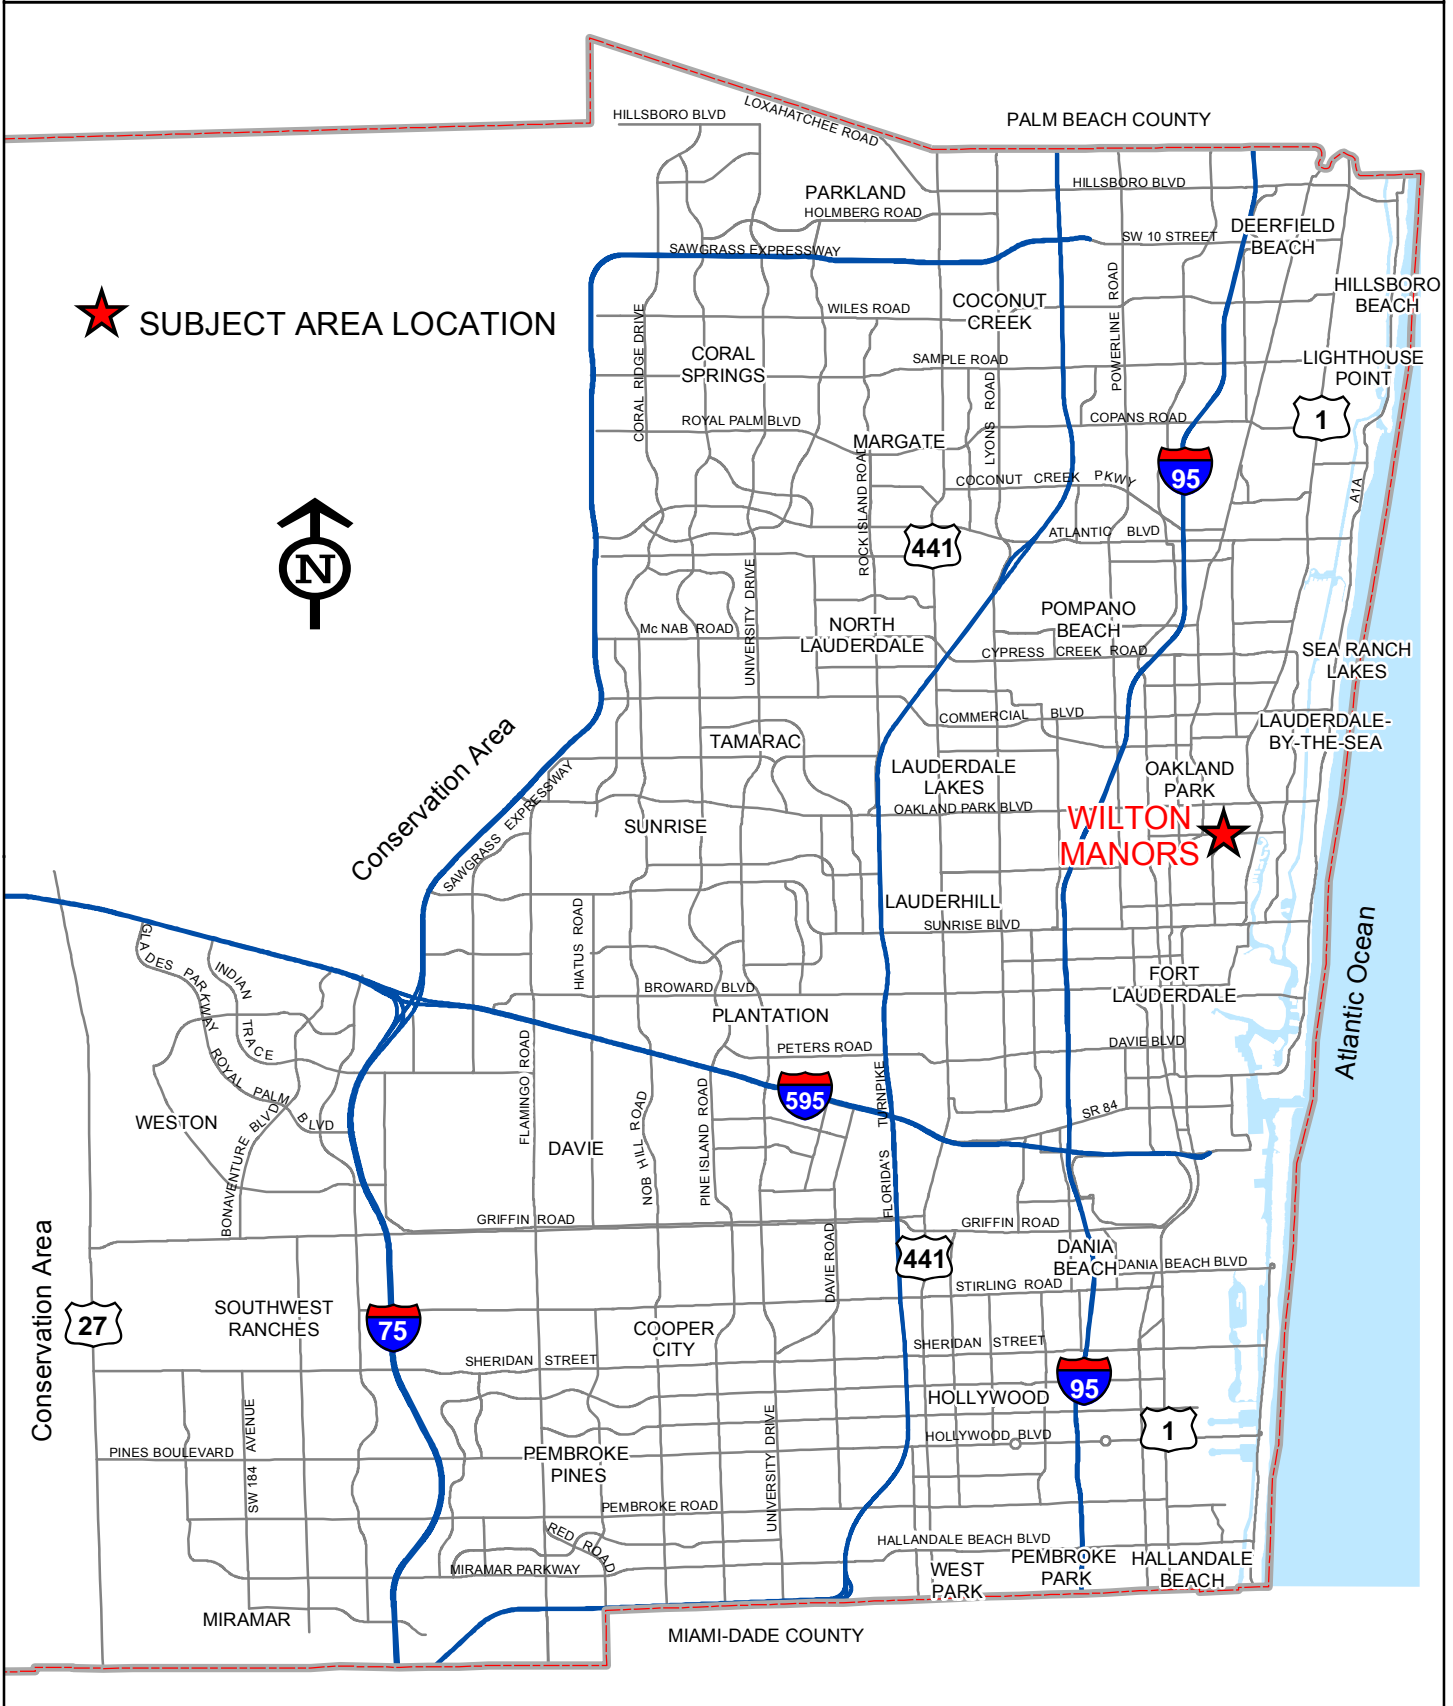 HILLSBORO BLVD
LOXAHATCHEE ROAD
PALM BEACH COUNTY
HILLSBORO BLVD
PARKLAND
HOLMBERG ROAD
SW 10 STREET
DEERFIELD
BEACH
SAWGRASS EXPRESSWAY
HILLSBORO
BEACH
SUBJECT AREA LOCATION
WILES ROAD
COCONUT
CREEK
POWERLINE ROAD
CORAL RIDGE DRIVE
CORAL
SPRINGS
SAMPLE ROAD
LIGHTHOUSE
POINT
LYONS ROAD
ROYAL PALM BLVD
COPANS ROAD
1
MARGATE
ROCK ISLAND ROAD
95
COCONUT CREEK PKWY
A1A
N
441
ATLANTIC BLVD
UNIVERSITY DRIVE
POMPANO
BEACH
Mc NAB ROAD
NORTH
LAUDERDALE
CYPRESS CREEK ROAD
SEA RANCH
LAKES
COMMERCIAL BLVD
LAUDERDALE-
BY-THE-SEA
Conservation Area
TAMARAC
LAUDERDALE
LAKES
OAKLAND
PARK
SAWGRASS EXPRESSWAY
OAKLAND PARK BLVD
WILTON
MANORS
SUNRISE
LAUDERHILL
SUNRISE BLVD
HIATUS ROAD
Atlantic Ocean
GLADES PARKWAY
INDIAN TRACE
FORT
LAUDERDALE
BROWARD BLVD
PLANTATION
PETERS ROAD
DAVIE BLVD
FLAMINGO ROAD
ROYAL PALM BLVD
595
FLORIDA'S TURNPIKE
SR 84
WESTON
BONAVENTURE BLVD
DAVIE
NOB HILL ROAD
PINE ISLAND ROAD
GRIFFIN ROAD
GRIFFIN ROAD
Conservation Area
DAVIE ROAD
441
DANIA
BEACH
DANIA BEACH BLVD
STIRLING ROAD
27
SOUTHWEST
RANCHES
75
COOPER
CITY
SHERIDAN STREET
SHERIDAN STREET
95
HOLLYWOOD
SW 184 AVENUE
UNIVERSITY DRIVE
1
HOLLYWOOD BLVD
PINES BOULEVARD
PEMBROKE
PINES
PEMBROKE ROAD
RED ROAD
HALLANDALE BEACH BLVD
MIRAMAR PARKWAY
WEST
PARK
PEMBROKE
PARK
HALLANDALE
BEACH
MIRAMAR
MIAMI-DADE COUNTY